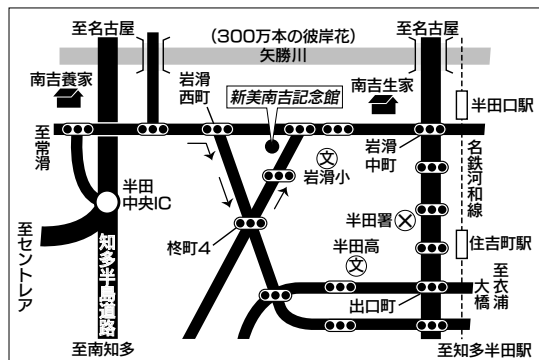 至名古屋
至名古屋
(300万本の彼岸花)
矢勝川
南吉養家
岩滑
西町
新美南吉記念館
南吉生家
半田口駅
至常滑
岩滑
中町
名鉄河和線
岩滑小
文
半田
中央IC
半田署
柊町4
半田高
文
住吉町駅
至セントレア
知多半島道路
出口町
至衣浦
大橋
至南知多
至知多半田駅